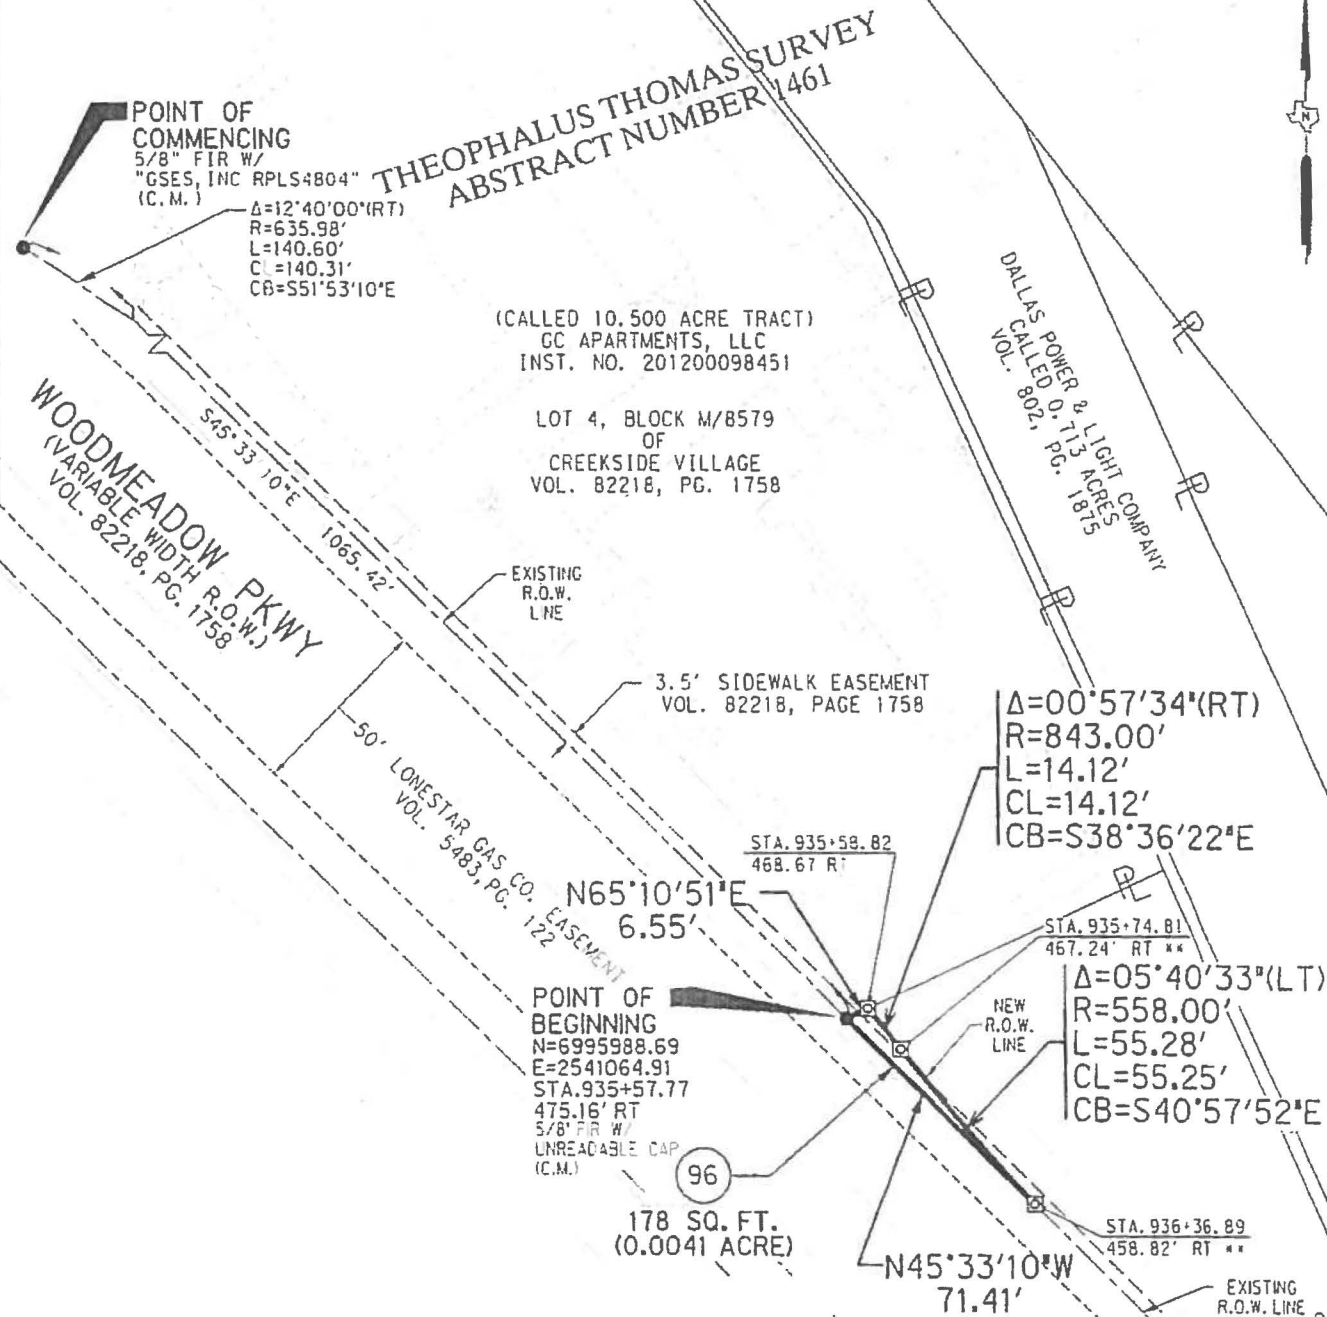 THEOPHALUS THOMAS SURVEY
ABSTRACT NUMBER 1461
N
POINT OF
COMMENCING
5/8" FIR W/
"GSES, INC RPLS4804"
(C.M.)
Δ=12°40'00"(RT)
R=635.98'
L=140.60'
CL=140.31'
CB=S51°53'10"E
(CALLED 10.500 ACRE TRACT)
GC APARTMENTS, LLC
INST. NO. 201200098451
LOT 4, BLOCK M/8579
OF
CREEKSIDE VILLAGE
VOL. 82218, PG. 1758
DALLAS POWER & LIGHT COMPANY
CALLED 0.713 ACRES
VOL. 802, PG. 1875
WOODMEADOW PKWY
(VARIABLE WIDTH R.O.W.)
VOL. 82218, PG. 1758
S45°33'10"E 1065.42'
EXISTING
R.O.W.
LINE
3.5' SIDEWALK EASEMENT
VOL. 82218, PAGE 1758
50' LONESTAR GAS CO. EASEMENT
VOL. 5483, PG. 122
Δ=00°57'34"(RT)
R=843.00'
L=14.12'
CL=14.12'
CB=S38°36'22"E
STA.935+58.82
468.67 RT
N65°10'51"E
6.55'
STA.935+74.81
467.24' RT **
Δ=05°40'33"(LT)
R=558.00'
L=55.28'
CL=55.25'
CB=S40°57'52"E
NEW
R.O.W.
LINE
POINT OF
BEGINNING
N=6995988.69
E=2541064.91
STA.935+57.77
475.16' RT
5/8' FIR W/
UNREADABLE CAP
(C.M.)
96
178 SQ. FT.
(0.0041 ACRE)
STA.936+36.89
458.82' RT **
N45°33'10"W
71.41'
EXISTING
R.O.W. LINE